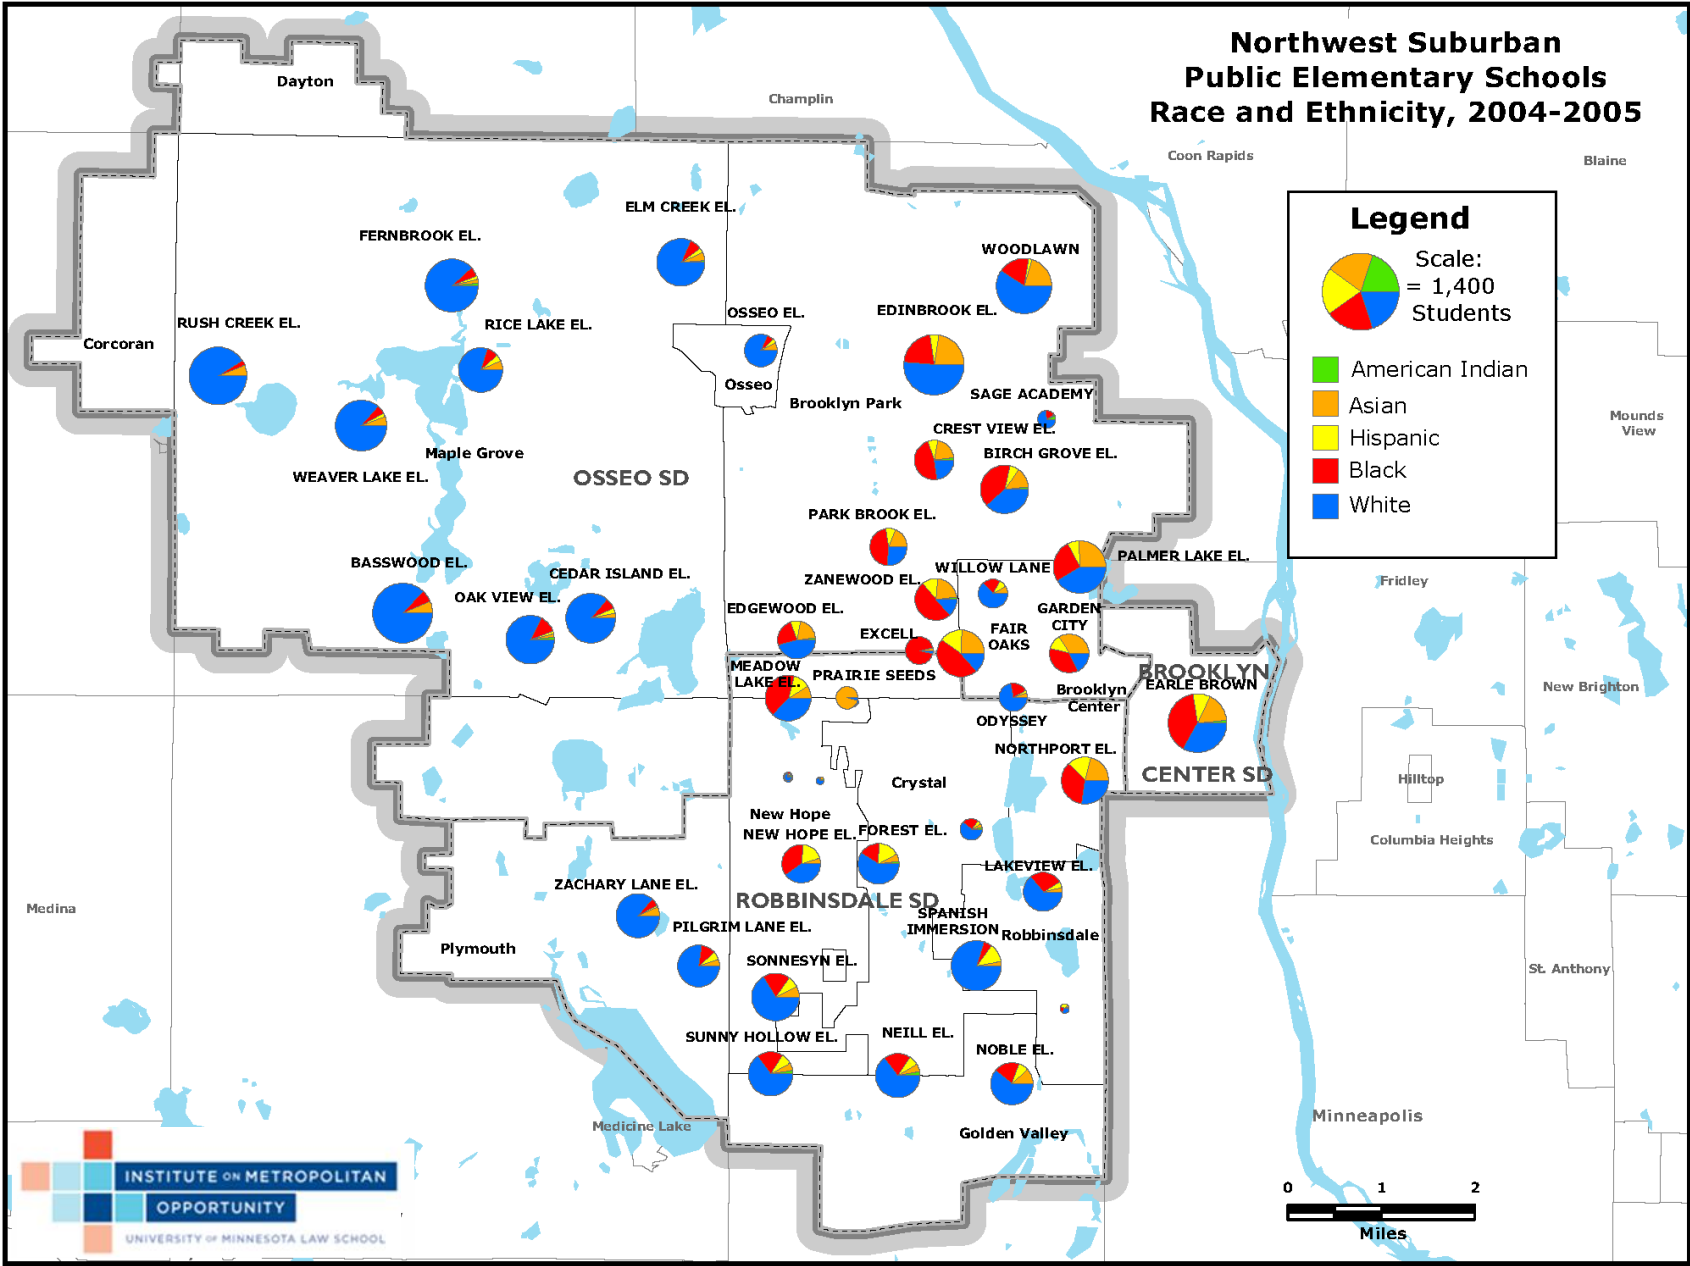 Northwest Suburban
Public Elementary Schools
Race and Ethnicity, 2004-2005
Dayton
Champlin
Coon Rapids
Blaine
Legend
Scale:
= 1,400
Students
American Indian
Asian
Hispanic
Black
White
ELM CREEK EL.
FERNBROOK EL.
WOODLAWN
OSSEO EL.
EDINBROOK EL.
RUSH CREEK EL.
RICE LAKE EL.
Corcoran
Osseo
Brooklyn Park
SAGE ACADEMY
Mounds
View
CREST VIEW EL.
BIRCH GROVE EL.
Maple Grove
WEAVER LAKE EL.
OSSEO SD
PARK BROOK EL.
PALMER LAKE EL.
BASSWOOD EL.
CEDAR ISLAND EL.
OAK VIEW EL.
ZANEWOOD EL.
WILLOW LANE
Fridley
EDGEWOOD EL.
GARDEN
CITY
EXCELL
FAIR
OAKS
MEADOW
LAKE EL.
PRAIRIE SEEDS
BROOKLYN
EARLE BROWN
New Brighton
Brooklyn
Center
ODYSSEY
NORTHPORT EL.
CENTER SD
Hilltop
Crystal
New Hope
NEW HOPE EL.
FOREST EL.
Columbia Heights
LAKEVIEW EL.
ZACHARY LANE EL.
ROBBINSDALE SD
Medina
SPANISH
IMMERSION
Robbinsdale
PILGRIM LANE EL.
Plymouth
SONNESYN EL.
St. Anthony
SUNNY HOLLOW EL.
NEILL EL.
NOBLE EL.
Medicine Lake
Golden Valley
Minneapolis
INSTITUTE ON METROPOLITAN
OPPORTUNITY
UNIVERSITY OF MINNESOTA LAW SCHOOL
0 1 2
Miles